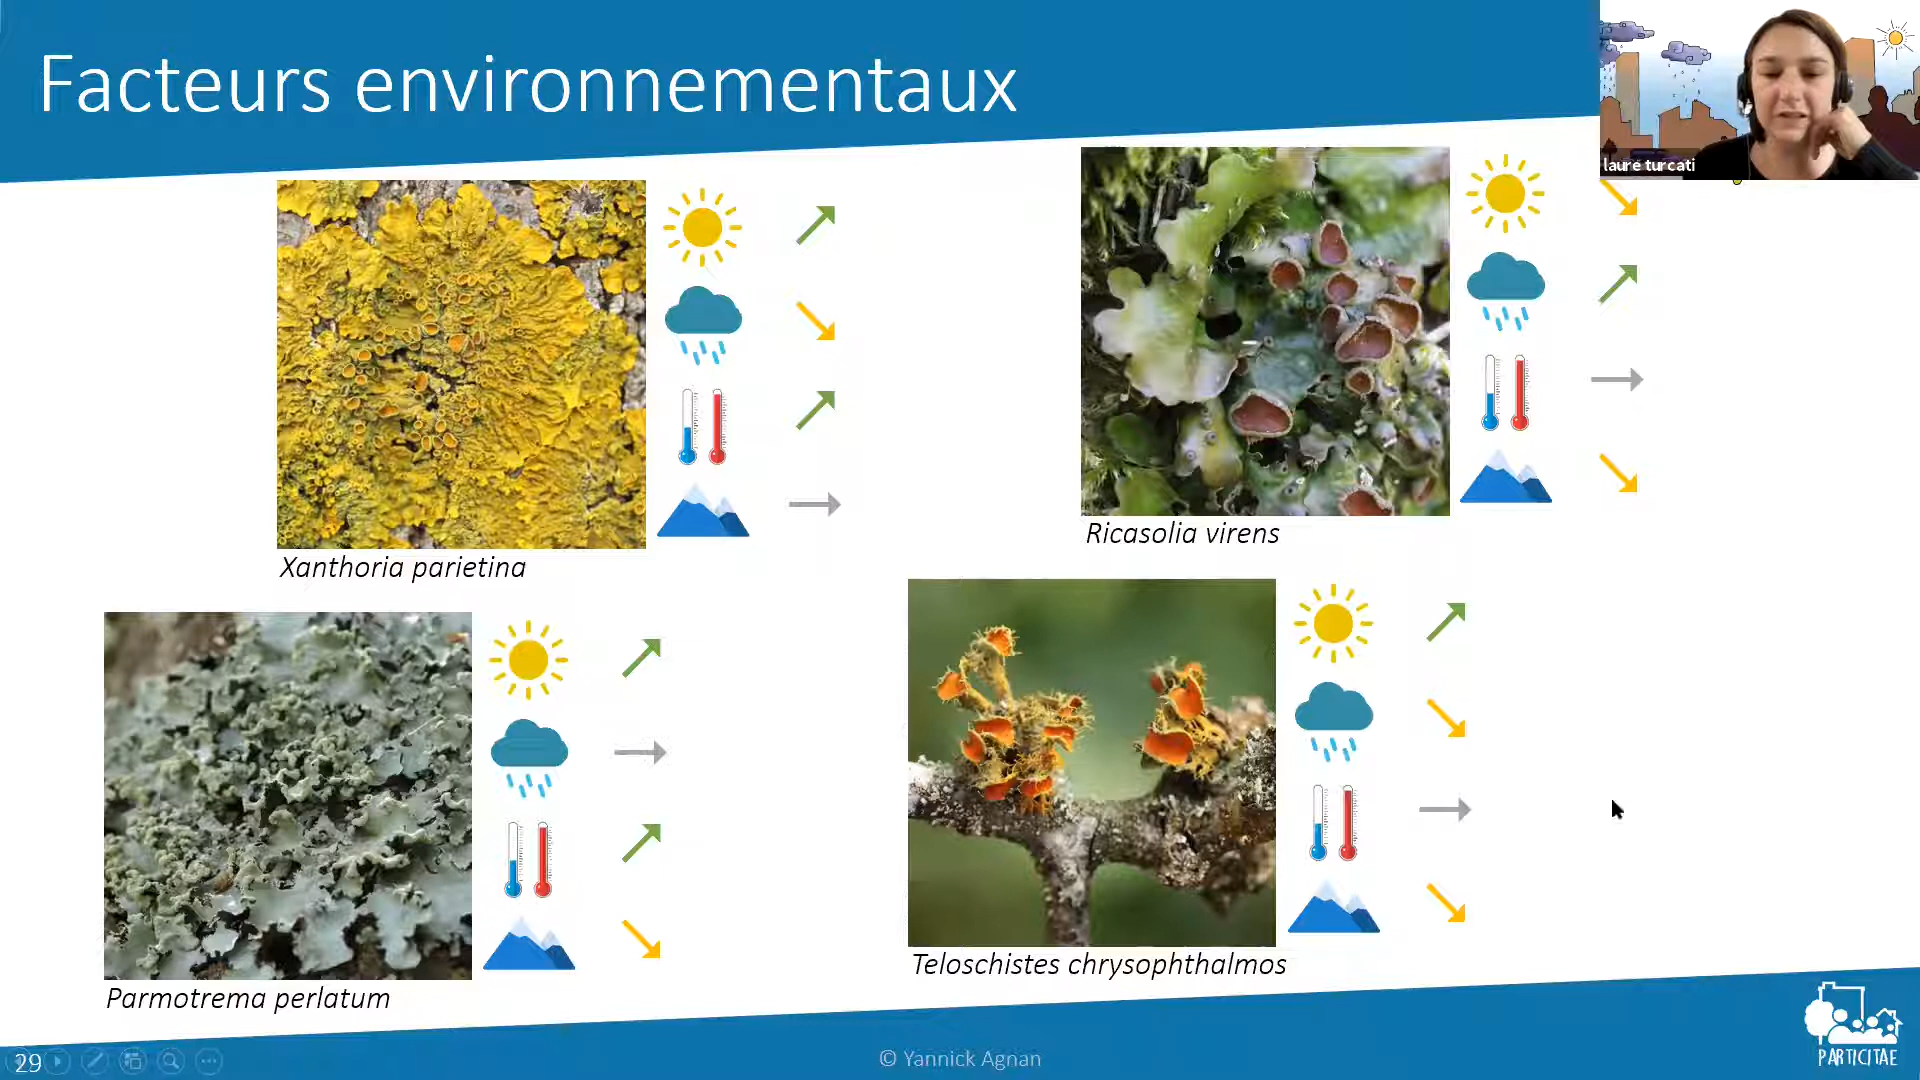 Facteurs environnementaux
laure turcati
Xanthoria parietina
Ricasolia virens
Parmotrema perlatum
Teloschistes chrysophthalmos
29
© Yannick Agnan
PARTICITAE